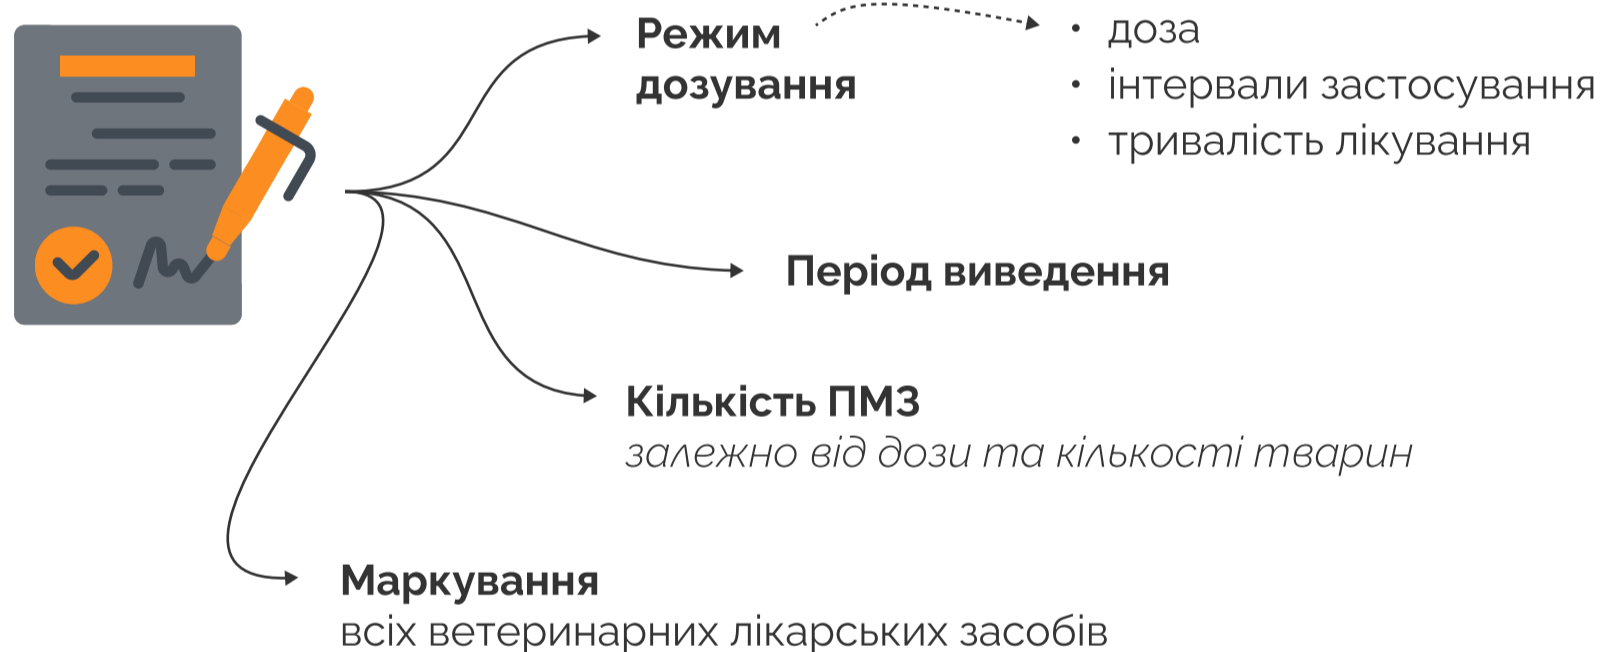 Режим
дозування
• доза
• інтервали застосування
• тривалість лікування
Період виведення
Кількість ПМЗ
залежно від дози та кількості тварин
Маркування
всіх ветеринарних лікарських засобів